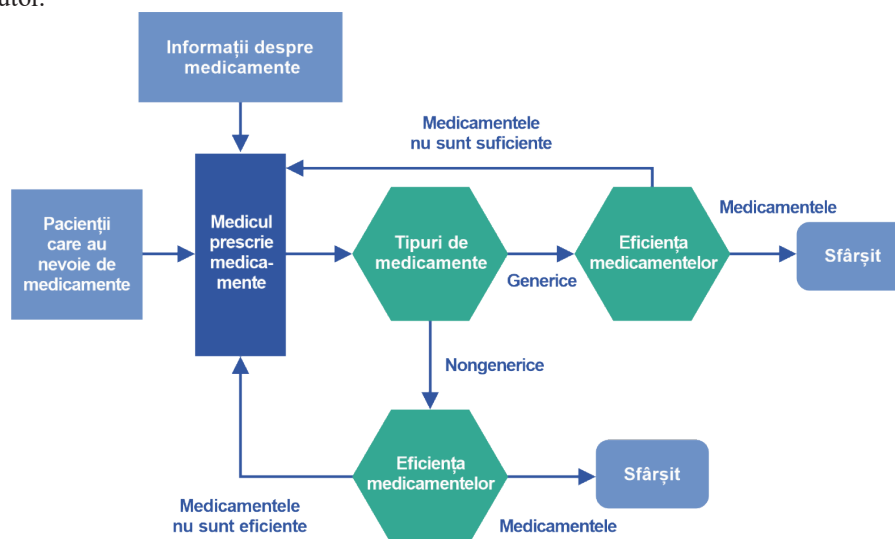 utor.
Informații despre
medicamente
Medicamentele
nu sunt suficiente
Pacienții
care au
nevoie de
medicamente
Medicul
prescrie
medica-
mente
Tipuri de
medicamente
Generice
Eficiența
medicamentelor
Medicamentele
Sfârșit
Nongenerice
Eficiența
medicamentelor
Sfârșit
Medicamentele
nu sunt eficiente
Medicamentele